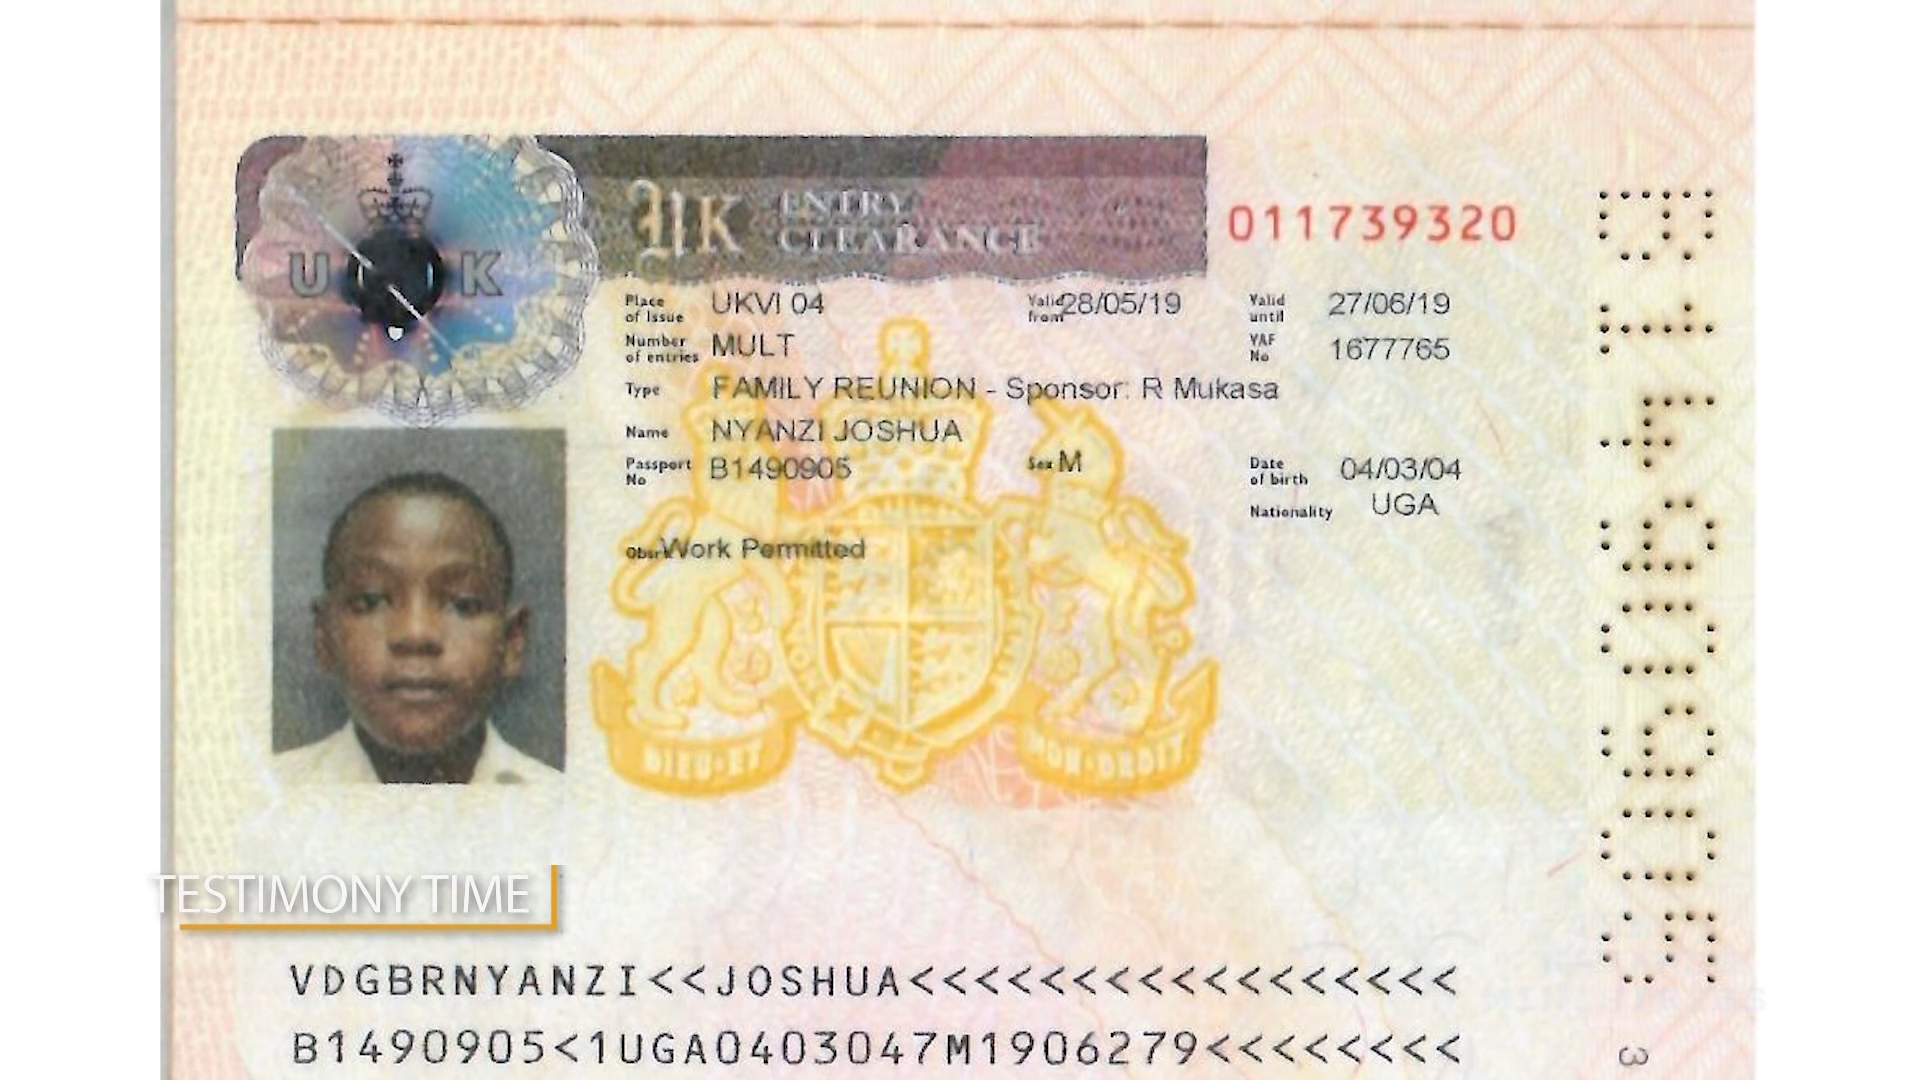 UK ENTRY
CLEARANCE
011739320
U K
Place of Issue UKVI 04 Valid from 28/05/19 Valid until 27/06/19
Number of entries MULT VAF No 1677765
Type FAMILY REUNION - Sponsor: R Mukasa
Name NYANZI JOSHUA
Passport No B1490905 Sex M Date of birth 04/03/04
Nationality UGA
Work Permitted
DIEU·ET MON·DROIT
TESTIMONY TIME
VDGBRNYANZI<<JOSHUA<<<<<<<<<<<<<<<<<
B1490905<1UGA0403047M1906279<<<<<<<<
3